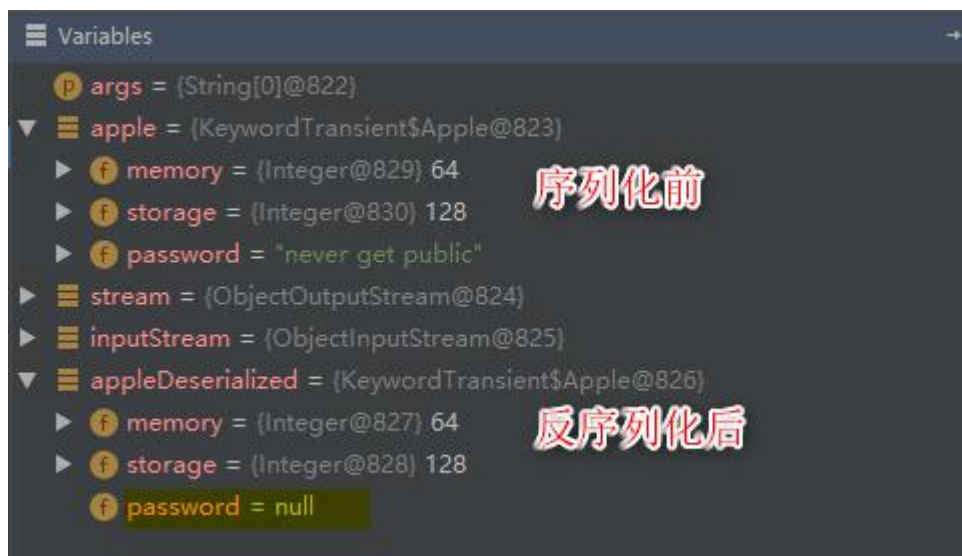 Variables
p args = {String[0]@822}
apple = {KeywordTransient$Apple@823}
f memory = {Integer@829} 64
序列化前
f storage = {Integer@830} 128
f password = "never get public"
stream = {ObjectOutputStream@824}
inputStream = {ObjectInputStream@825}
appleDeserialized = {KeywordTransient$Apple@826}
f memory = {Integer@827} 64
反序列化后
f storage = {Integer@828} 128
f password = null